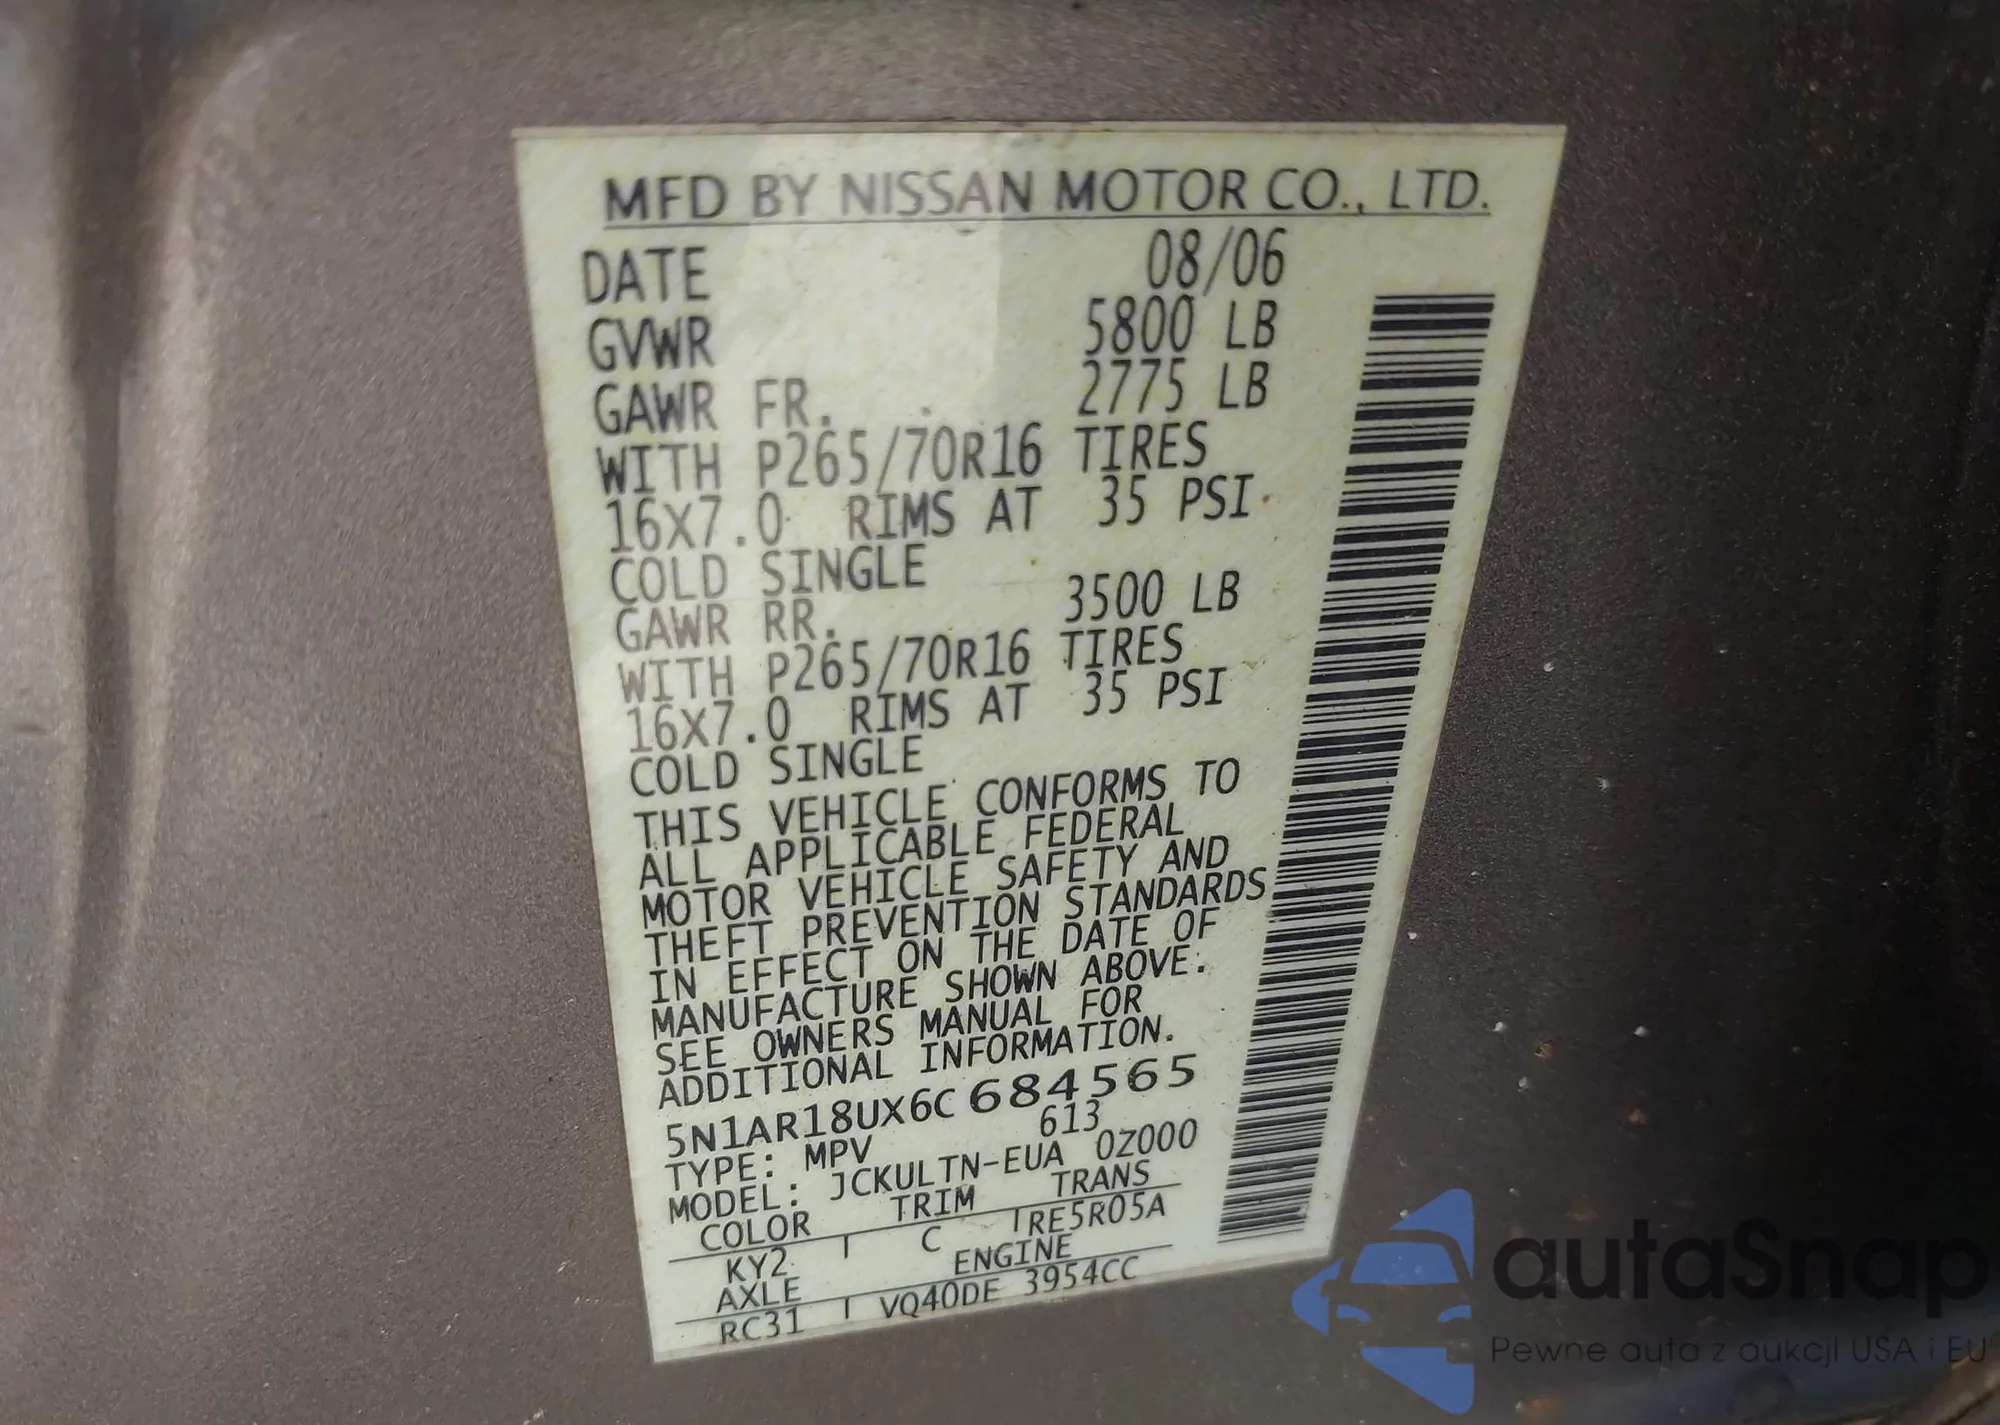 MFD BY NISSAN MOTOR CO., LTD.
DATE 08/06
GVWR 5800 LB
GAWR FR. 2775 LB
WITH P265/70R16 TIRES
16X7.0 RIMS AT 35 PSI
COLD SINGLE
GAWR RR. 3500 LB
WITH P265/70R16 TIRES
16X7.0 RIMS AT 35 PSI
COLD SINGLE
THIS VEHICLE CONFORMS TO
ALL APPLICABLE FEDERAL
MOTOR VEHICLE SAFETY AND
THEFT PREVENTION STANDARDS
IN EFFECT ON THE DATE OF
MANUFACTURE SHOWN ABOVE.
SEE OWNERS MANUAL FOR
ADDITIONAL INFORMATION.
5N1AR18UX6C684565
TYPE: MPV 613
MODEL: JCKULTN-EUA 0Z000
COLOR TRIM TRANS
KY2 C RE5R05A
AXLE ENGINE
RC31 VQ40DE 3954CC
autaSnap
Pewne auta z aukcji USA i EU